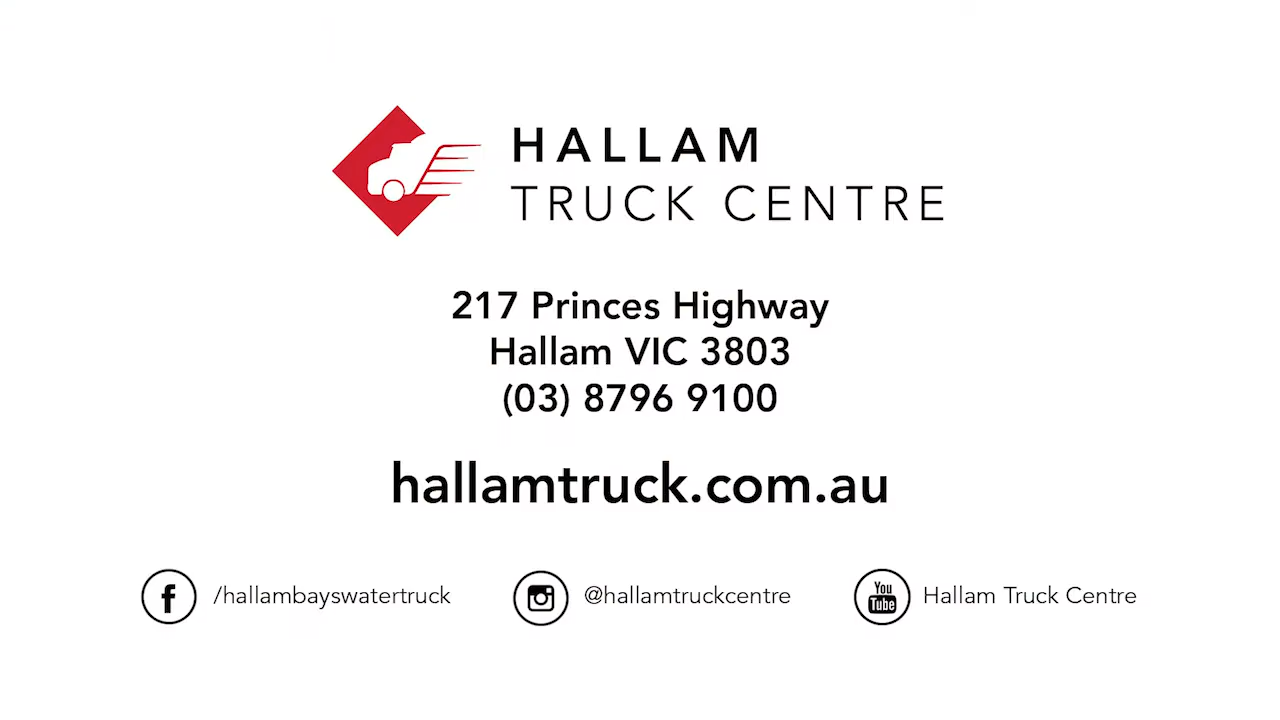 HALLAM
TRUCK CENTRE
217 Princes Highway
Hallam VIC 3803
(03) 8796 9100
hallamtruck.com.au
f /hallambayswatertruck
@hallamtruckcentre
You
Tube
Hallam Truck Centre